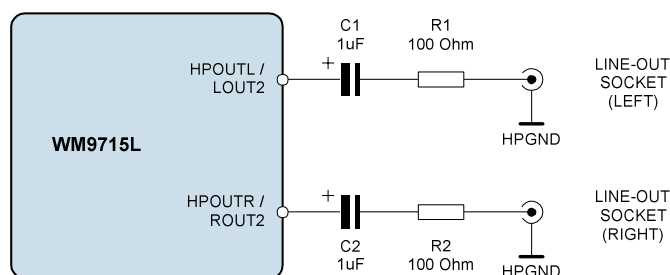 C1
1uF
R1
100 Ohm
+
HPOUTL /
LOUT2
LINE-OUT
SOCKET
(LEFT)
HPGND
WM9715L
+
HPOUTR /
ROUT2
LINE-OUT
SOCKET
(RIGHT)
C2
1uF
R2
100 Ohm
HPGND